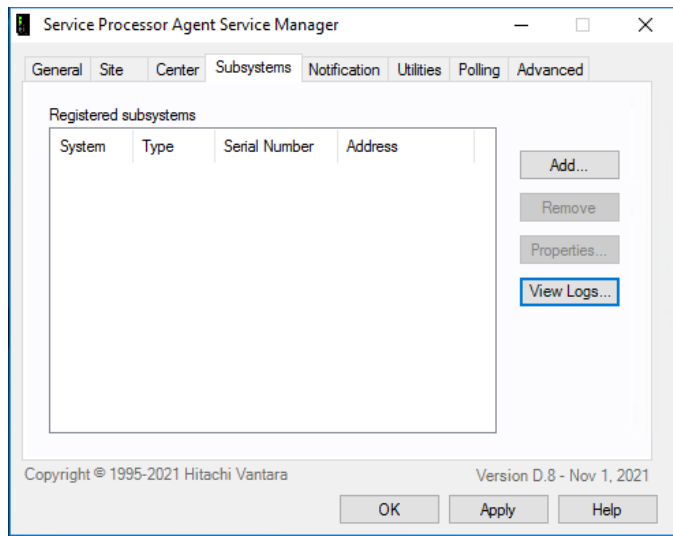 Service Processor Agent Service Manager
General Site Center Subsystems Notification Utilities Polling Advanced
Registered subsystems
System Type Serial Number Address
Add...
Remove
Properties...
View Logs...
Copyright © 1995-2021 Hitachi Vantara Version D.8 - Nov 1, 2021
OK Apply Help